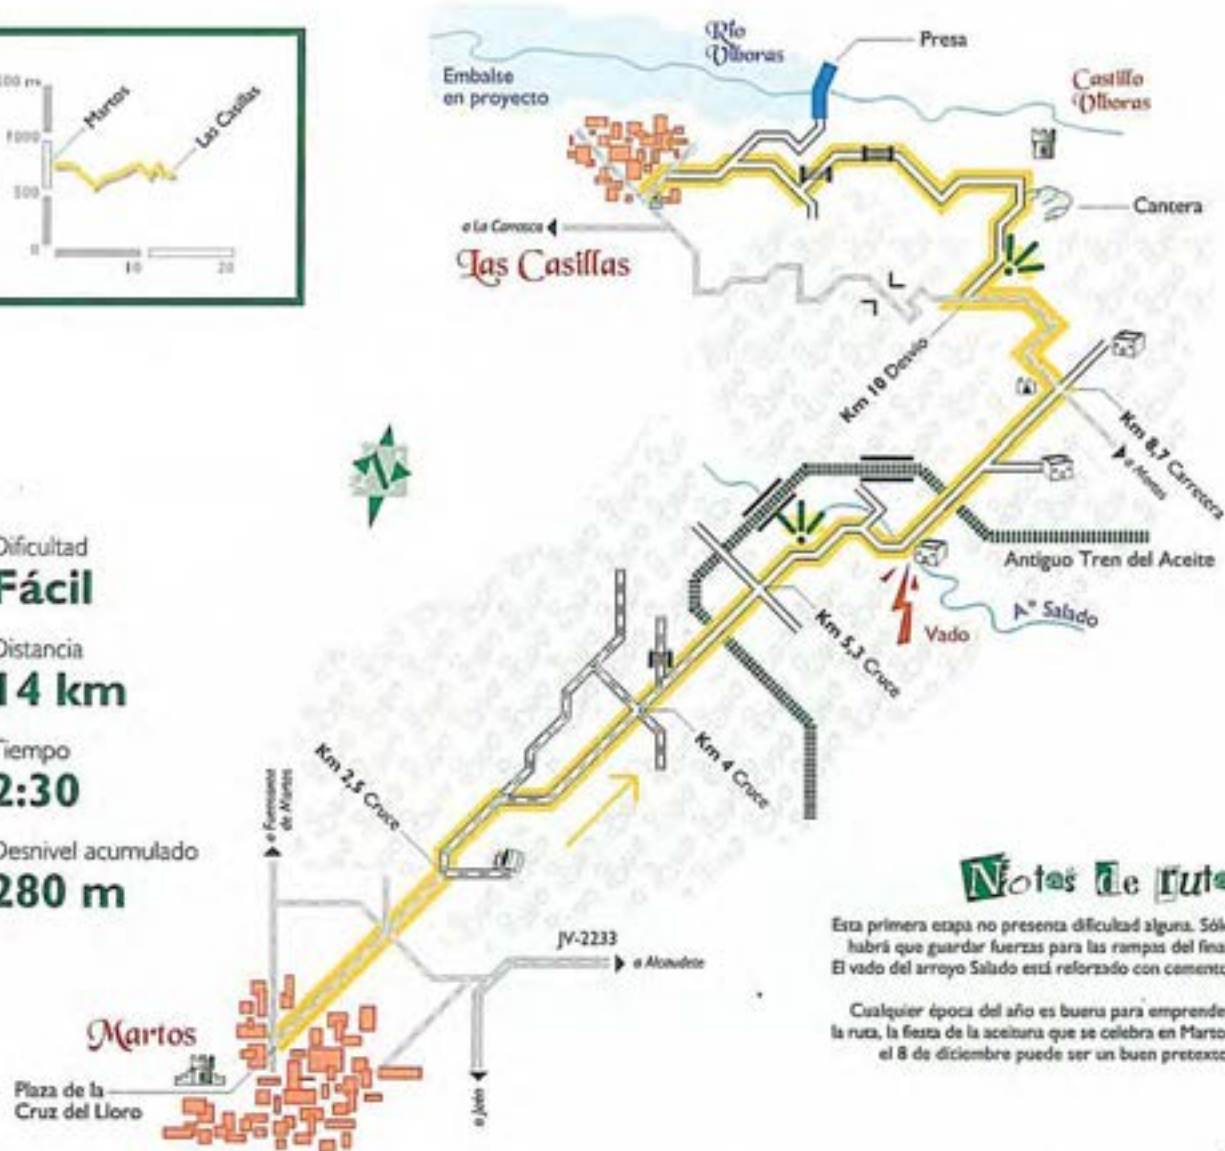 1000
500
0
10
20
Martos
Las Casillas
Embalse
en proyecto
Río
Víboras
Presa
Castillo
Víboras
Cantera
a La Carrasca
Las Casillas
Km 10 Desvío
Km 8,7 Carretera
a Martos
Antiguo Tren del Aceite
Aº Salado
Vado
Km 5,3 Cruce
Km 4 Cruce
Km 2,5 Cruce
Dificultad
Fácil
Distancia
14 km
Tiempo
2:30
Desnivel acumulado
280 m
a Fuensanta
de Martos
JV-2233
a Alcaudete
a Jaén
Martos
Plaza de la
Cruz del Lloro
Notas de ruta
Esta primera etapa no presenta dificultad alguna. Sólo
habrá que guardar fuerzas para las rampas del final.
El vado del arroyo Salado está reforzado con cemento.
Cualquier época del año es buena para emprender
la ruta, la fiesta de la aceituna que se celebra en Martos
el 8 de diciembre puede ser un buen pretexto